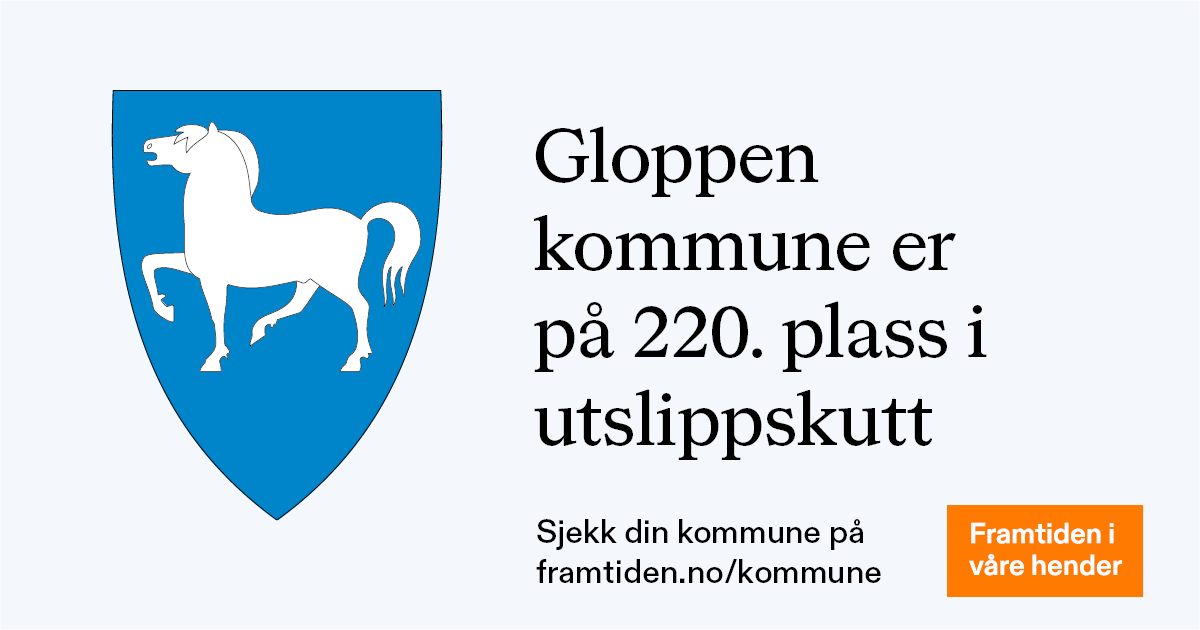 Gloppen
kommune er
på 220. plass i
utslippskutt
Sjekk din kommune på
framtiden.no/kommune
Framtiden i
våre hender